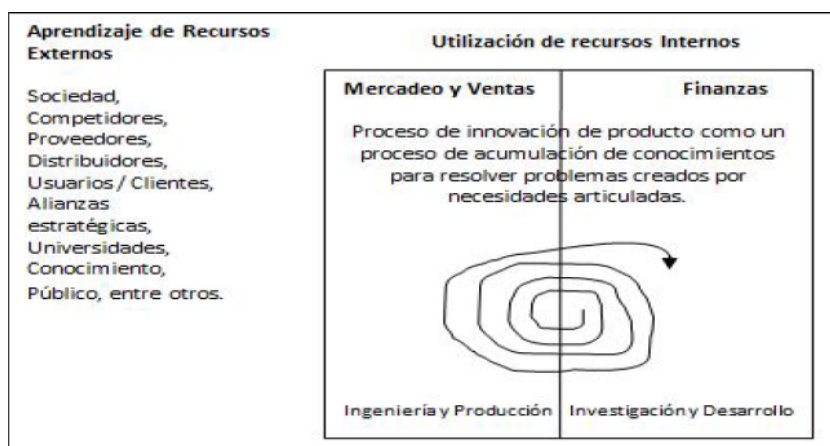 Aprendizaje de Recursos
Externos
Sociedad,
Competidores,
Proveedores,
Distribuidores,
Usuarios / Clientes,
Alianzas
estratégicas,
Universidades,
Conocimiento,
Público, entre otros.
Utilización de recursos Internos
Mercadeo y Ventas
Finanzas
Proceso de innovación de producto como un
proceso de acumulación de conocimientos
para resolver problemas creados por
necesidades articuladas.
Ingeniería y Producción
Investigación y Desarrollo